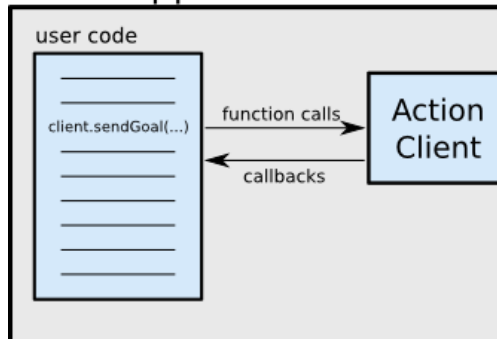 user code
client.sendGoal(...)
function calls
callbacks
Action
Client